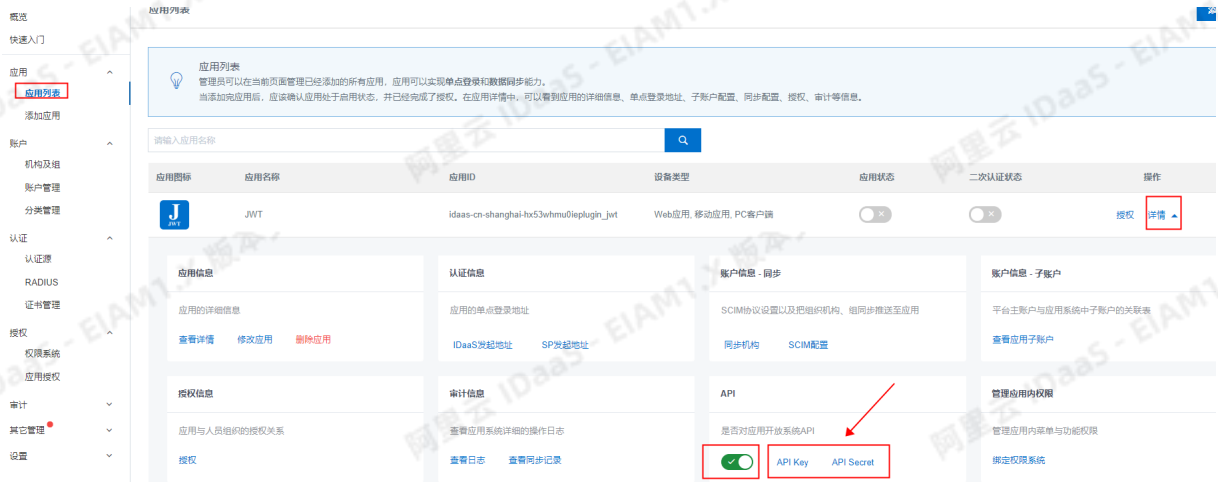 概览
快速入门
应用
应用列表
添加应用
账户
机构及组
账户管理
分类管理
认证
认证源
RADIUS
证书管理
授权
权限系统
应用授权
审计
其它管理
设置
应用列表
应用列表
管理员可以在当前页面管理已经添加的所有应用，应用可以实现单点登录和数据同步能力。
当添加完应用后，应该确认应用处于启用状态，并已经完成了授权。在应用详情中，可以看到应用的详细信息、单点登录地址、子账户配置、同步配置、授权、审计等信息。
请输入应用名称
应用图标 应用名称 应用ID 设备类型 应用状态 二次认证状态 操作
J
JWT
JWT idaas-cn-shanghai-hx53whmu0ieplugin_jwt Web应用, 移动应用, PC客户端 授权 详情
应用信息 认证信息 账户信息 - 同步 账户信息 - 子账户
应用的详细信息 应用的单点登录地址 SCIM协议设置以及把组织机构、组同步推送至应用 平台主账户与应用系统中子账户的关联表
查看详情 修改应用 删除应用 IDaaS发起地址 SP发起地址 同步机构 SCIM配置 查看应用子账户
授权信息 审计信息 API 管理应用内权限
应用与人员组织的授权关系 查看应用系统详细的操作日志 是否对应用开放系统API 管理应用内菜单与功能权限
授权 查看日志 查看同步记录 API Key API Secret 绑定权限系统
阿里云 IDaaS - EIAM1.X 版本 -